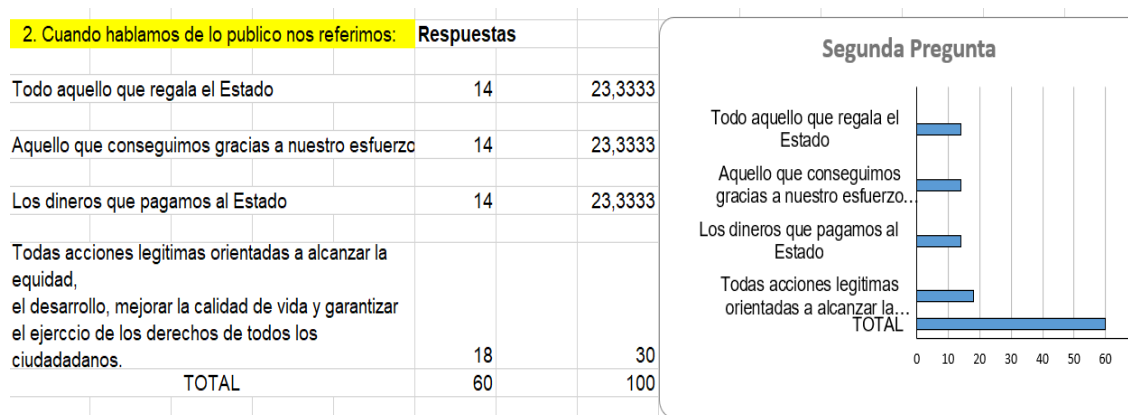 2. Cuando hablamos de lo publico nos referimos: Respuestas
Todo aquello que regala el Estado 14 23,3333
Aquello que conseguimos gracias a nuestro esfuerzo 14 23,3333
Los dineros que pagamos al Estado 14 23,3333
Todas acciones legitimas orientadas a alcanzar la
equidad,
el desarrollo, mejorar la calidad de vida y garantizar
el ejerccio de los derechos de todos los
ciudadadanos. 18 30
TOTAL 60 100
Segunda Pregunta
Todo aquello que regala el
Estado
Aquello que conseguimos
gracias a nuestro esfuerzo...
Los dineros que pagamos al
Estado
Todas acciones legitimas
orientadas a alcanzar la...
TOTAL
0 10 20 30 40 50 60